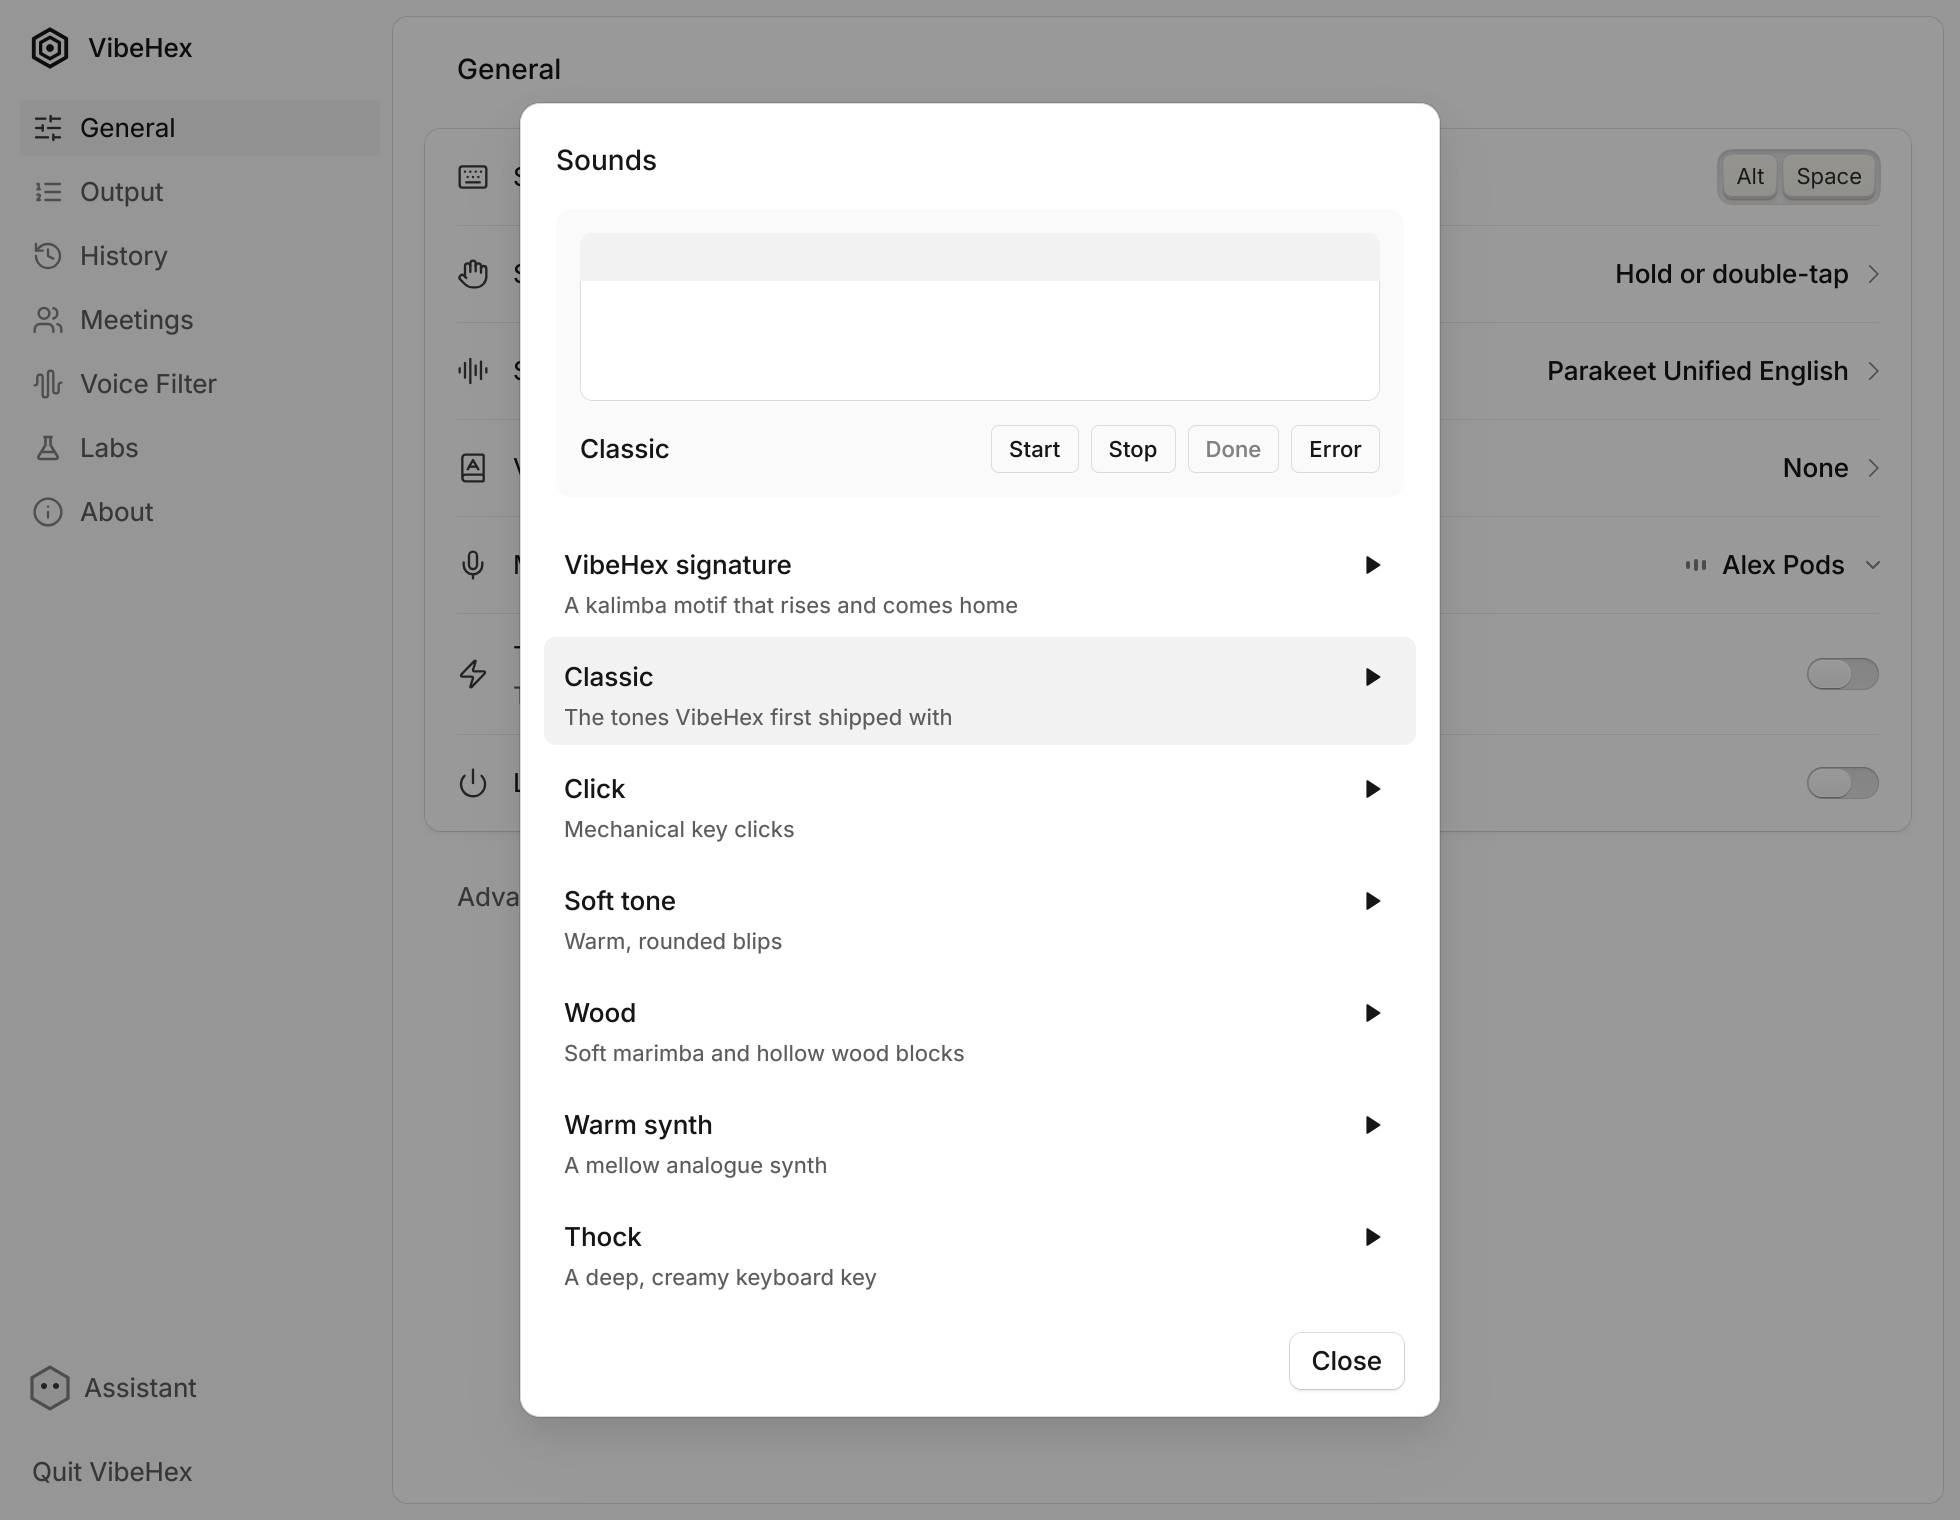 VibeHex
General
Output
History
Meetings
Voice Filter
Labs
About
Assistant
Quit VibeHex
General
Alt Space
Hold or double-tap
Parakeet Unified English
None
Alex Pods
Sounds
Classic
Start Stop Done Error
VibeHex signature
A kalimba motif that rises and comes home
Classic
The tones VibeHex first shipped with
Click
Mechanical key clicks
Soft tone
Warm, rounded blips
Wood
Soft marimba and hollow wood blocks
Warm synth
A mellow analogue synth
Thock
A deep, creamy keyboard key
Close